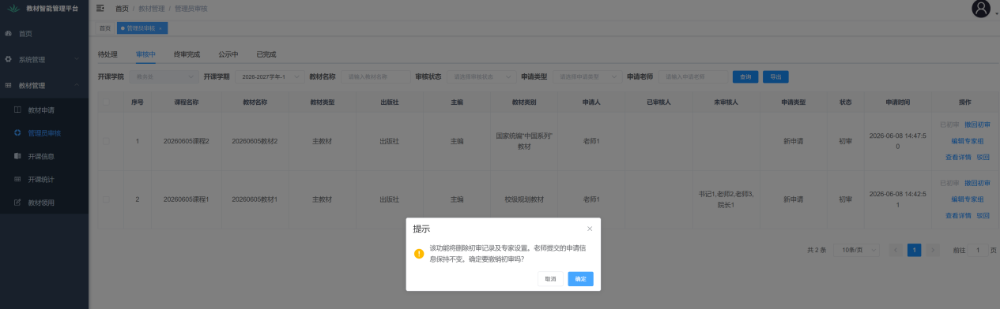 教材智能管理平台
首页 / 教材管理 / 管理员审核
首页
管理员审核 ×
首页
系统管理
教材管理
教材申请
管理员审核
开课信息
开课统计
教材领用
待处理 审核中 终审完成 公示中 已完成
开课学院 教务处 开课学期 2026-2027学年-1 教材名称 请输入教材名称 审核状态 请选择审核状态 申请类型 请选择申请类型 申请老师 请输入申请老师 查询 导出
序号 课程名称 教材名称 教材类型 出版社 主编 教材类别 申请人 已审核人 未审核人 申请类型 状态 申请时间 操作
1 20260605课程2 20260605教材2 主教材 出版社 主编 国家统编"中国系列"
教材 老师1 新申请 初审 2026-06-08 14:47:5
0 已初审 撤回初审
编辑专家组
查看详情 驳回
2 20260605课程1 20260605教材1 主教材 出版社 主编 校级规划教材 老师1 书记1,老师2,老师3,
院长1 新申请 初审 2026-06-08 14:42:5
1 已初审 撤回初审
编辑专家组
查看详情 驳回
提示
该功能将删除初审记录及专家设置。老师提交的申请信
息保持不变。确定要撤销初审吗?
取消 确定
共 2 条 10条/页 1 前往 1 页